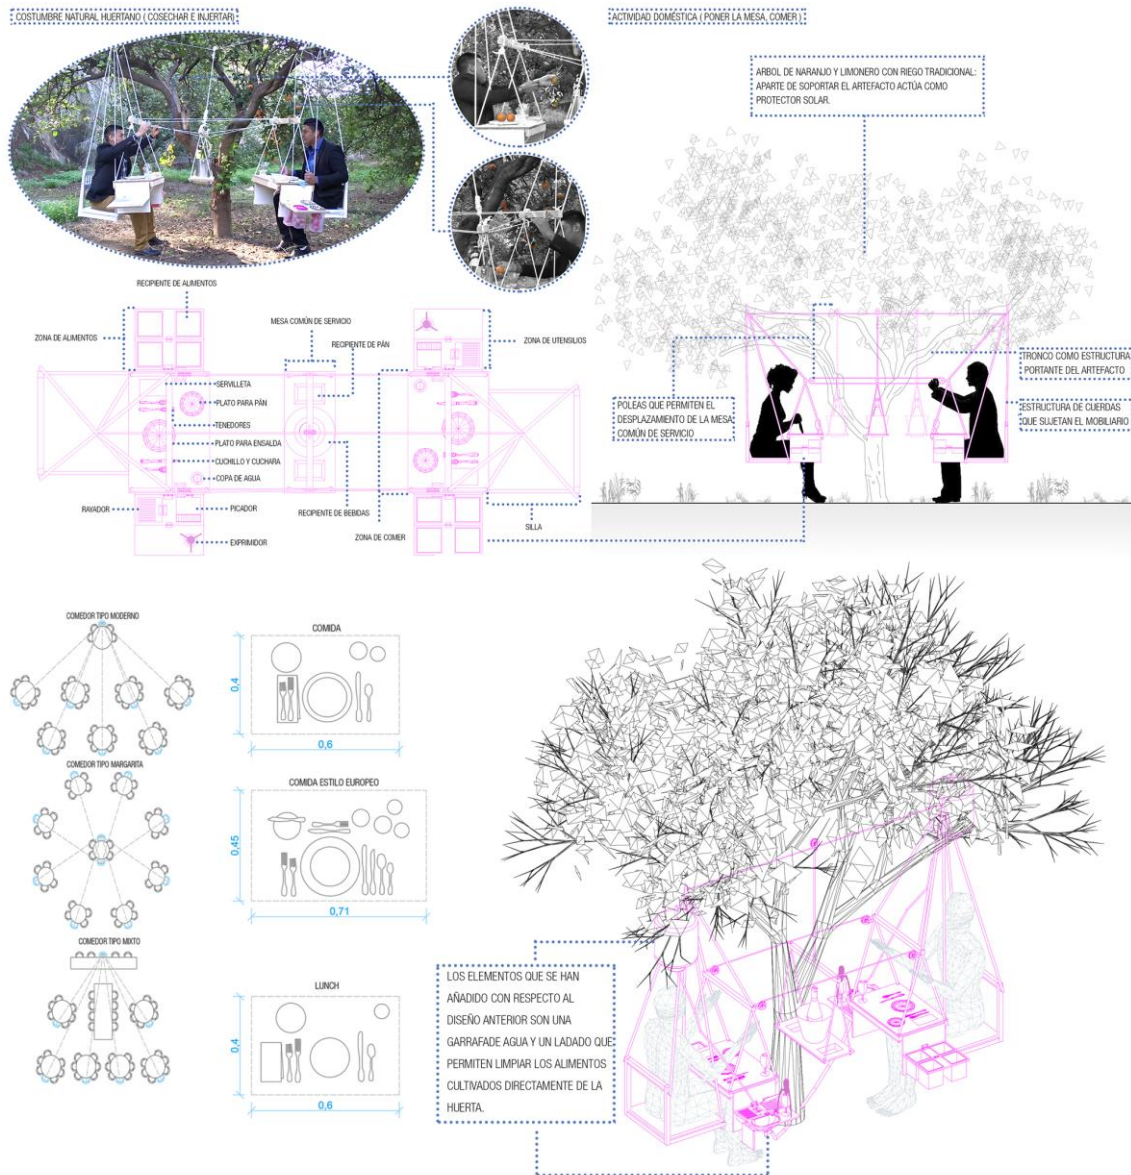 COSTUMBRE NATURAL HUERTANO ( COSECHAR E INJERTAR)
ACTIVIDAD DOMÉSTICA ( PONER LA MESA, COMER )
ARBOL DE NARANJO Y LIMONERO CON RIEGO TRADICIONAL:
APARTE DE SOPORTAR EL ARTEFACTO ACTÚA COMO
PROTECTOR SOLAR.
RECIPIENTE DE ALIMENTOS
ZONA DE ALIMENTOS
MESA COMÚN DE SERVICIO
RECIPIENTE DE PÁN
ZONA DE UTENSILIOS
SERVILLETA
PLATO PARA PÁN
TENEDORES
PLATO PARA ENSALDA
CUCHILLO Y CUCHARA
COPA DE AGUA
RAYADOR
PICADOR
EXPRIMIDOR
RECIPIENTE DE BEBIDAS
ZONA DE COMER
SILLA
TRONCO COMO ESTRUCTURA
PORTANTE DEL ARTEFACTO
POLEAS QUE PERMITEN EL
DESPLAZAMIENTO DE LA MESA
COMÚN DE SERVICIO
ESTRUCTURA DE CUERDAS
QUE SUJETAN EL MOBILIARIO
COMEDOR TIPO MODERNO
COMIDA
0,4
0,6
COMEDOR TIPO MARGARITA
COMIDA ESTILO EUROPEO
0,45
0,71
COMEDOR TIPO MIXTO
LUNCH
0,4
0,6
LOS ELEMENTOS QUE SE HAN
AÑADIDO CON RESPECTO AL
DISEÑO ANTERIOR SON UNA
GARRAFADE AGUA Y UN LADADO QUE
PERMITEN LIMPIAR LOS ALIMENTOS
CULTIVADOS DIRECTAMENTE DE LA
HUERTA.